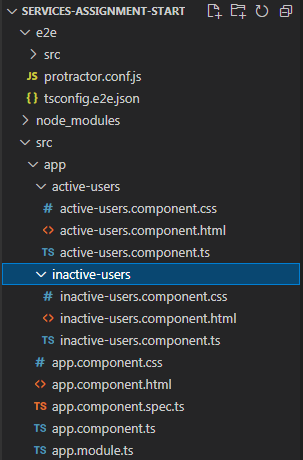 SERVICES-ASSIGNMENT-START
e2e
src
JS protractor.conf.js
{ } tsconfig.e2e.json
node_modules
src
app
active-users
# active-users.component.css
<> active-users.component.html
TS active-users.component.ts
inactive-users
# inactive-users.component.css
<> inactive-users.component.html
TS inactive-users.component.ts
# app.component.css
<> app.component.html
TS app.component.spec.ts
TS app.component.ts
TS app.module.ts